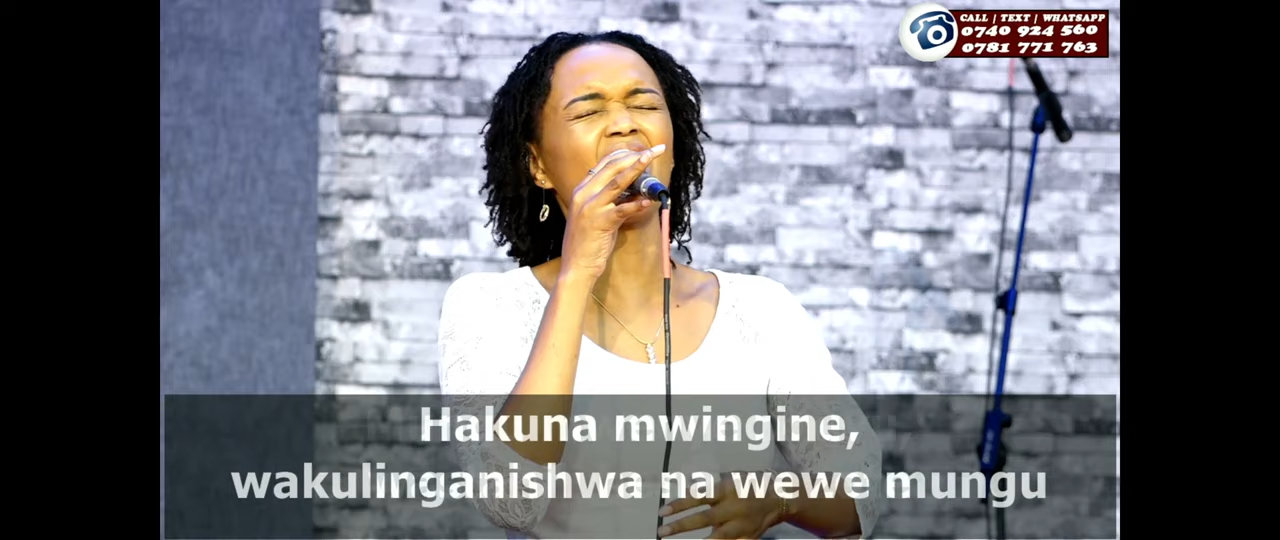 CALL | TEXT | WHATSAPP
0740 924 560
0781 771 763
Hakuna mwingine,
wakulinganishwa na wewe mungu